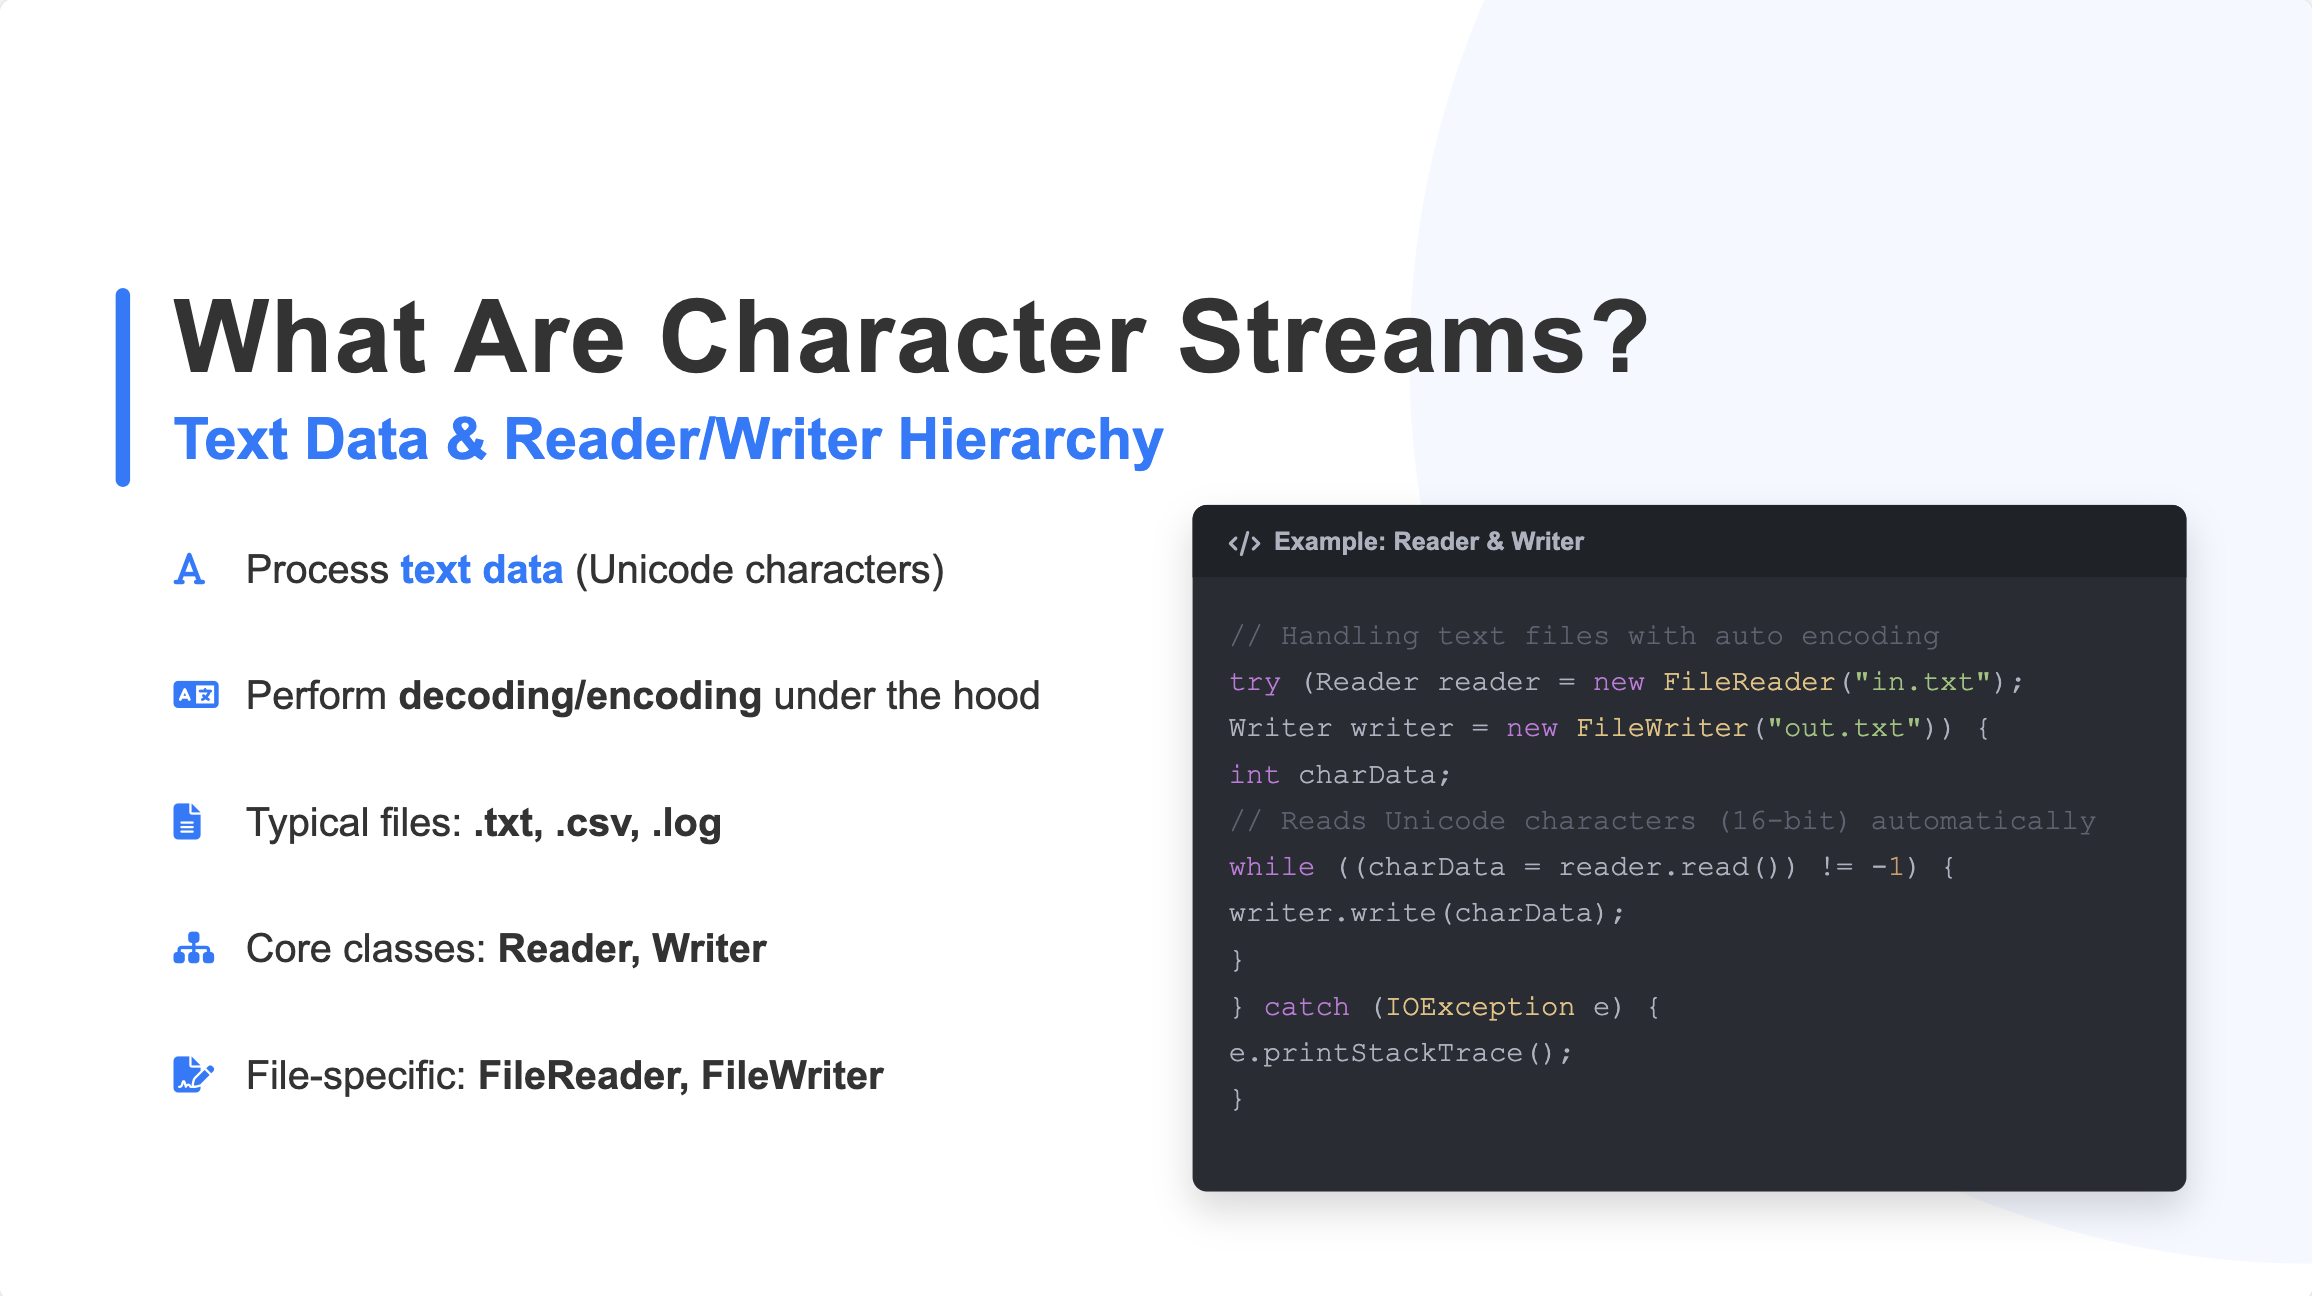 What Are Character Streams?
Text Data & Reader/Writer Hierarchy
Process text data (Unicode characters)
Perform decoding/encoding under the hood
Typical files: .txt, .csv, .log
Core classes: Reader, Writer
File-specific: FileReader, FileWriter
</> Example: Reader & Writer
// Handling text files with auto encoding
try (Reader reader = new FileReader("in.txt");
Writer writer = new FileWriter("out.txt")) {
int charData;
// Reads Unicode characters (16-bit) automatically
while ((charData = reader.read()) != -1) {
writer.write(charData);
}
} catch (IOException e) {
e.printStackTrace();
}